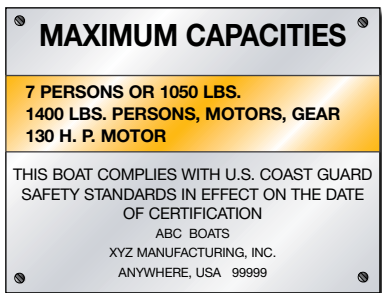 MAXIMUM CAPACITIES
7 PERSONS OR 1050 LBS.
1400 LBS. PERSONS, MOTORS, GEAR
130 H. P. MOTOR
THIS BOAT COMPLIES WITH U.S. COAST GUARD
SAFETY STANDARDS IN EFFECT ON THE DATE
OF CERTIFICATION
ABC BOATS
XYZ MANUFACTURING, INC.
ANYWHERE, USA 99999